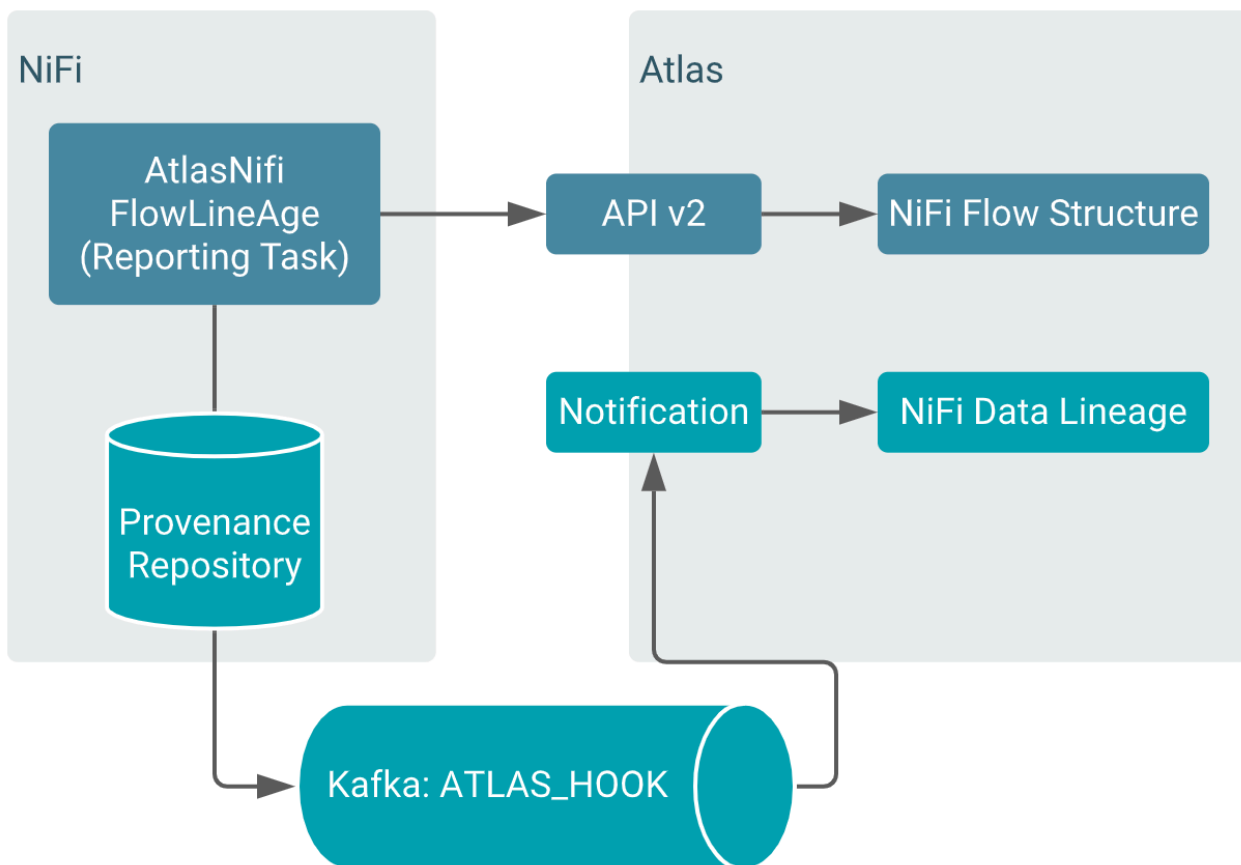 NiFi
Atlas
AtlasNifi
FlowLineAge
(Reporting Task)
API v2
NiFi Flow Structure
Notification
NiFi Data Lineage
Provenance
Repository
Kafka: ATLAS_HOOK